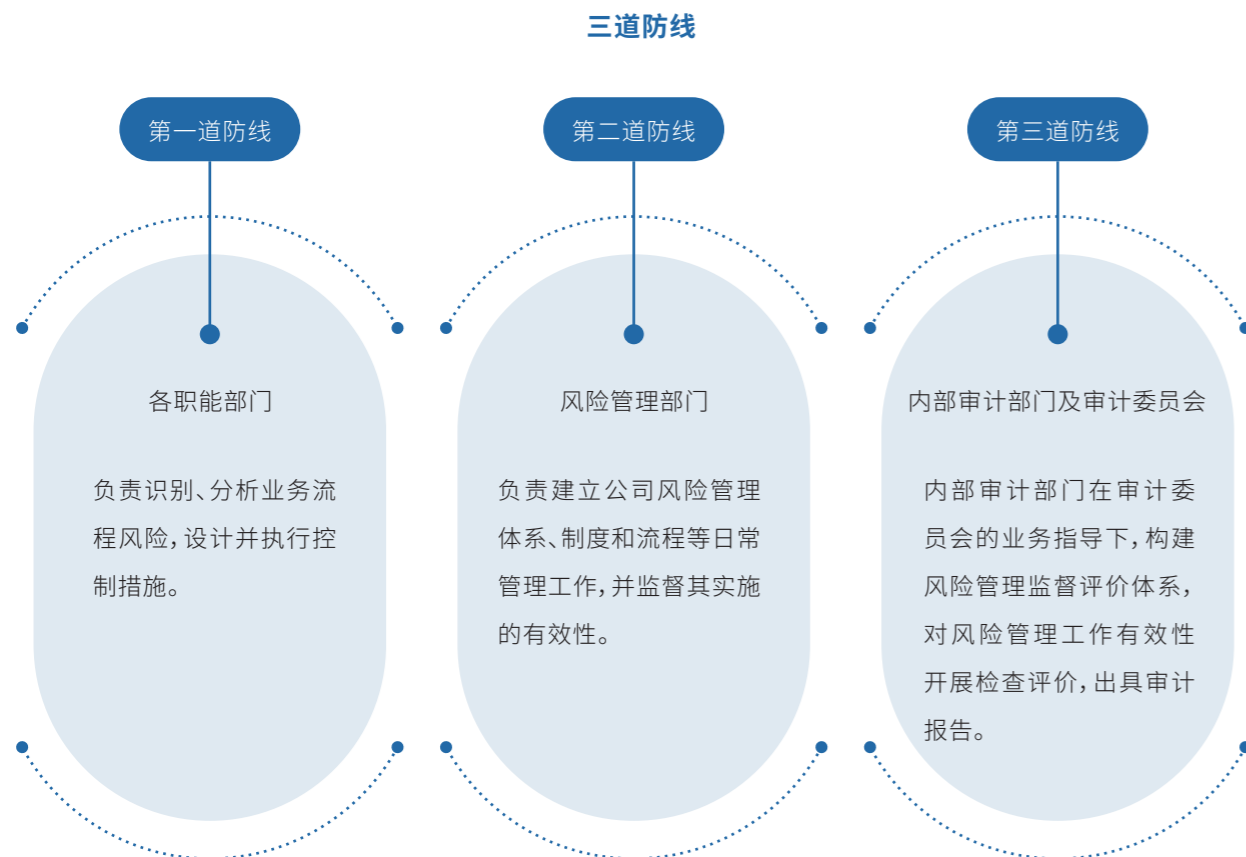 三道防线
第一道防线
各职能部门
负责识别、分析业务流
程风险，设计并执行控
制措施。
第二道防线
风险管理部门
负责建立公司风险管理
体系、制度和流程等日常
管理工作，并监督其实施
的有效性。
第三道防线
内部审计部门及审计委员会
内部审计部门在审计委
员会的业务指导下，构建
风险管理监督评价体系，
对风险管理工作有效性
开展检查评价，出具审计
报告。